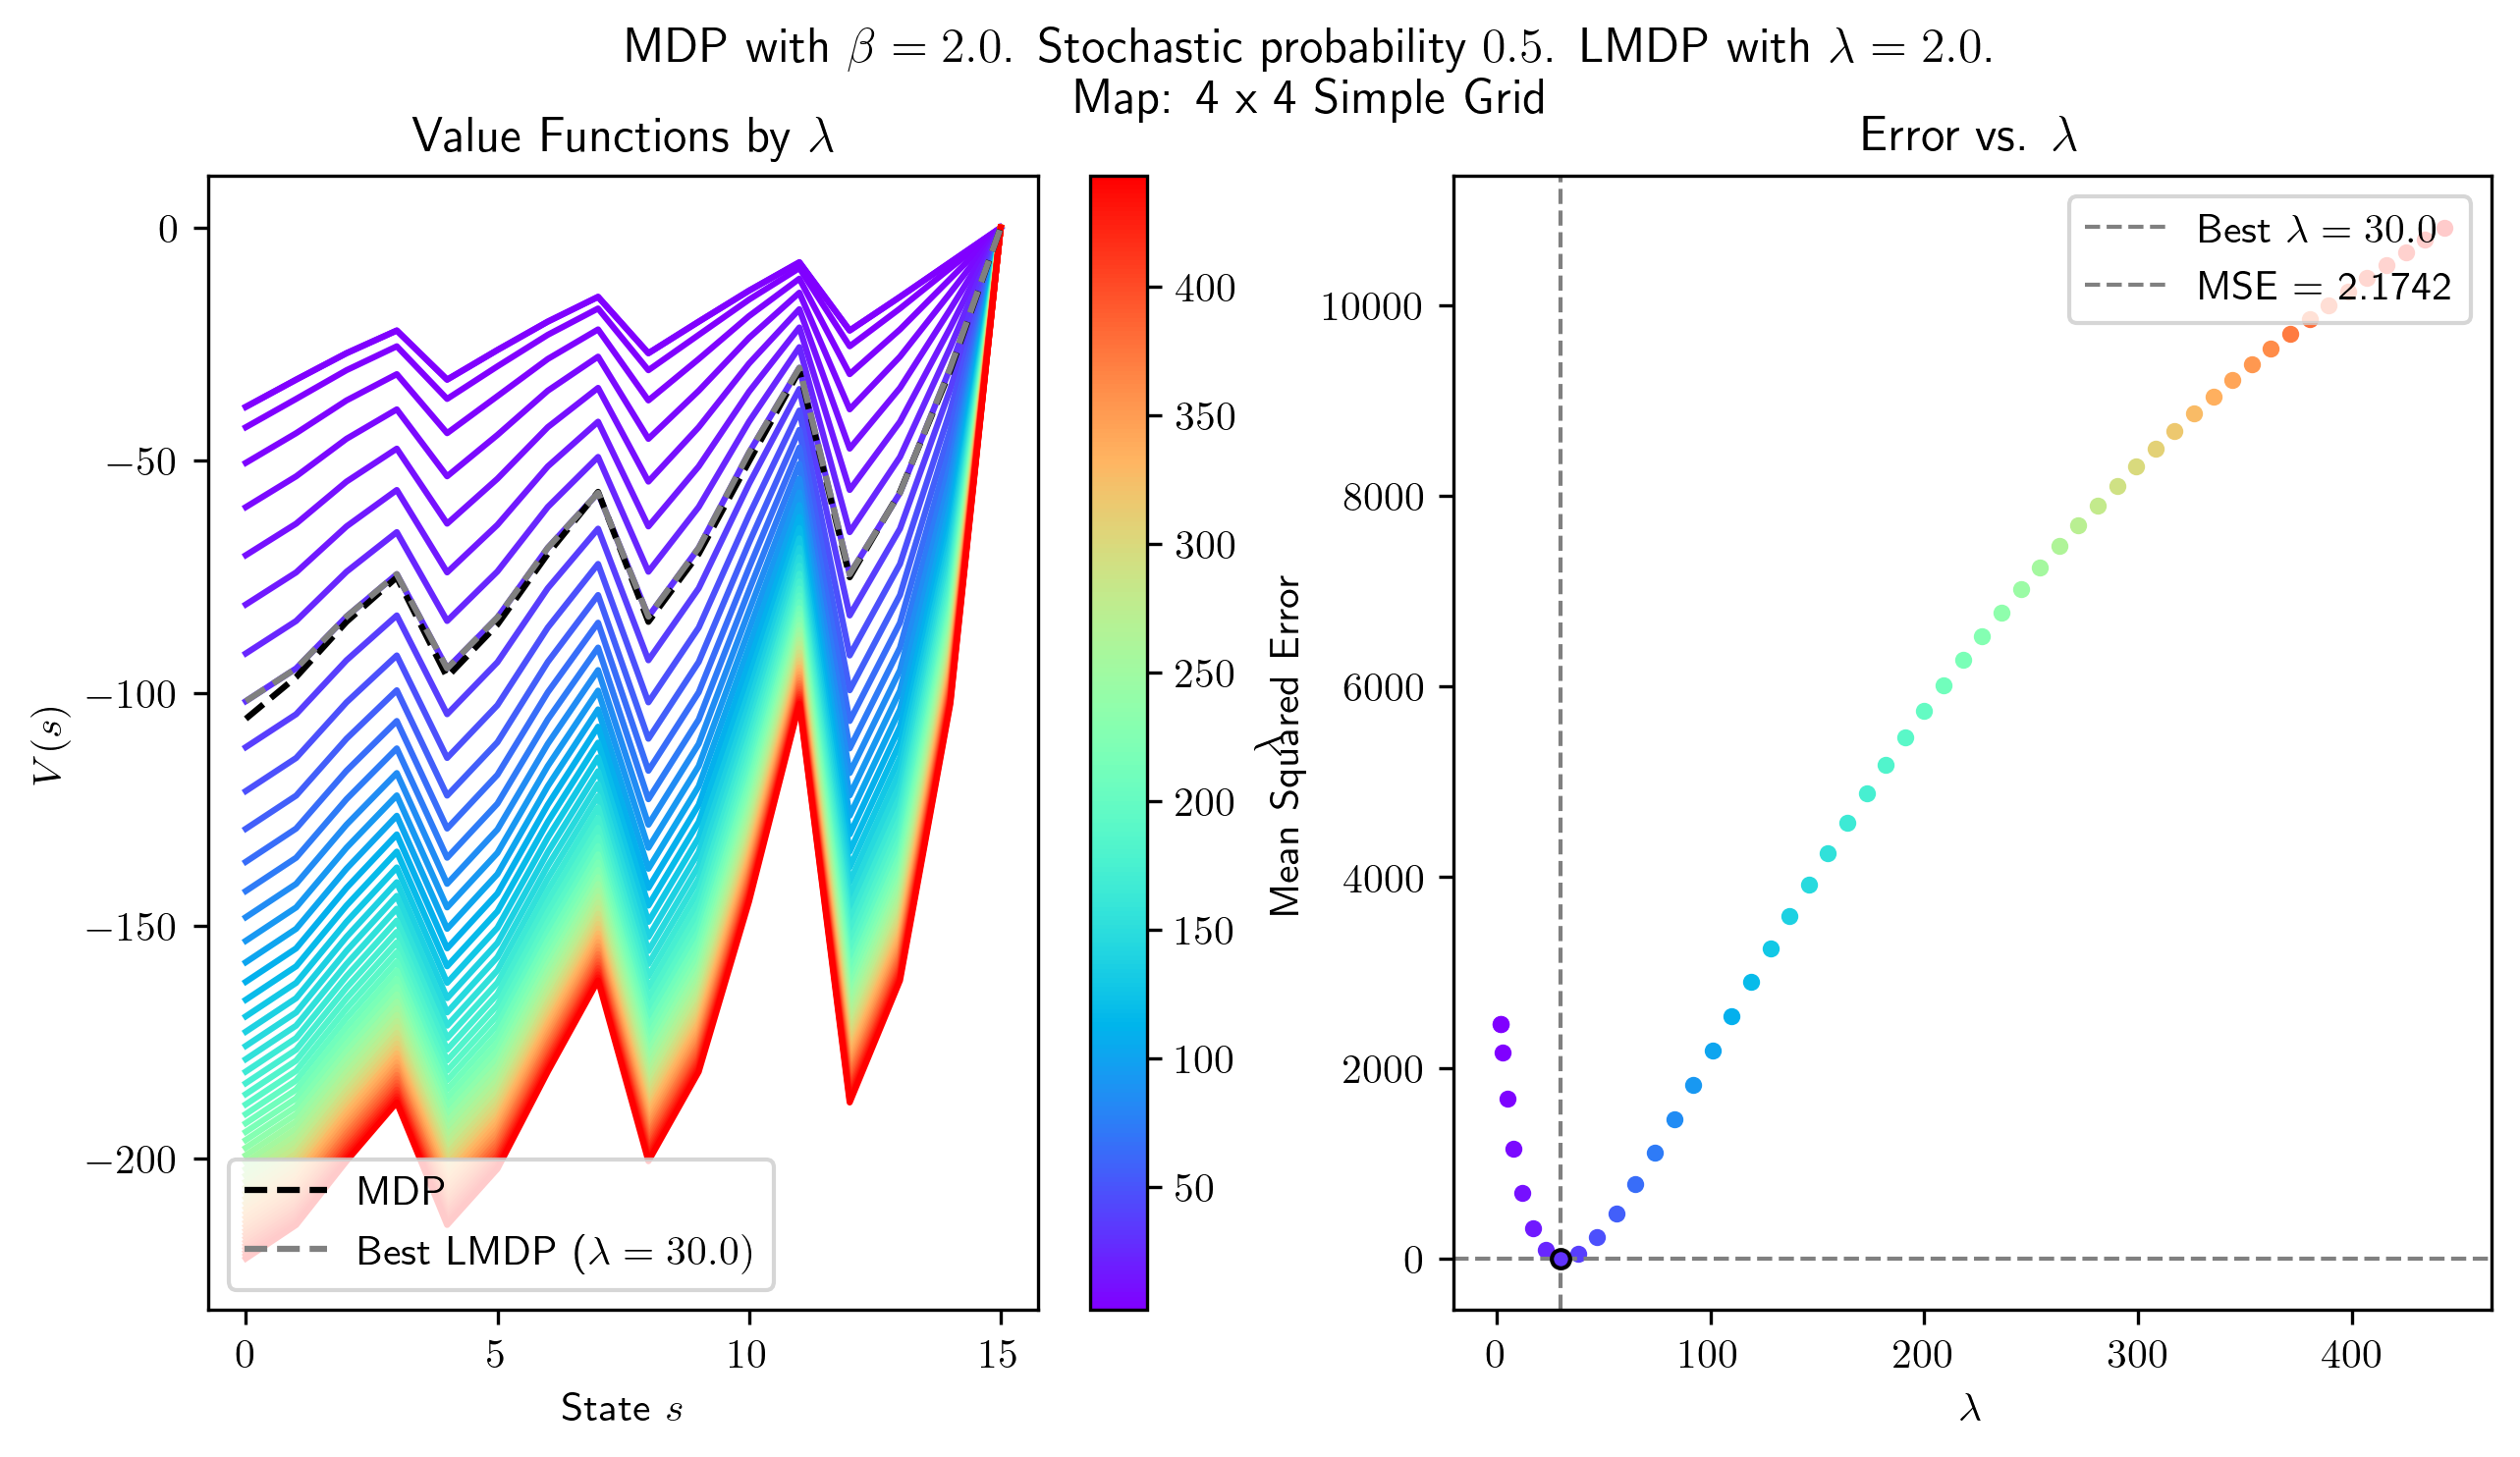 MDP with β = 2.0. Stochastic probability 0.5. LMDP with λ = 2.0.
Map: 4 x 4 Simple Grid
Value Functions by λ
0
−50
−100
−150
−200
V(s)
0
5
10
15
State s
MDP
Best LMDP (λ = 30.0)
400
350
300
250
200
150
100
50
λ
Error vs. λ
Mean Squared Error
10000
8000
6000
4000
2000
0
0
100
200
300
400
λ
Best λ = 30.0
MSE = 2.1742